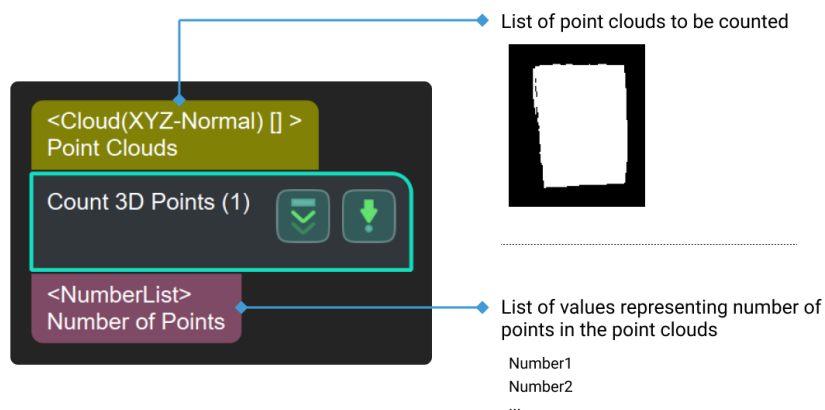 List of point clouds to be counted
<Cloud(XYZ-Normal) [] >
Point Clouds
Count 3D Points (1)
<NumberList>
Number of Points
List of values representing number of
points in the point clouds
Number1
Number2
...